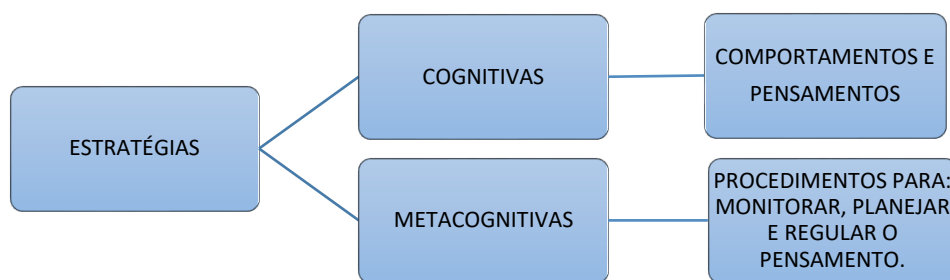 ESTRATÉGIAS
COGNITIVAS
COMPORTAMENTOS E
PENSAMENTOS
METACOGNITIVAS
PROCEDIMENTOS PARA:
MONITORAR, PLANEJAR
E REGULAR O
PENSAMENTO.